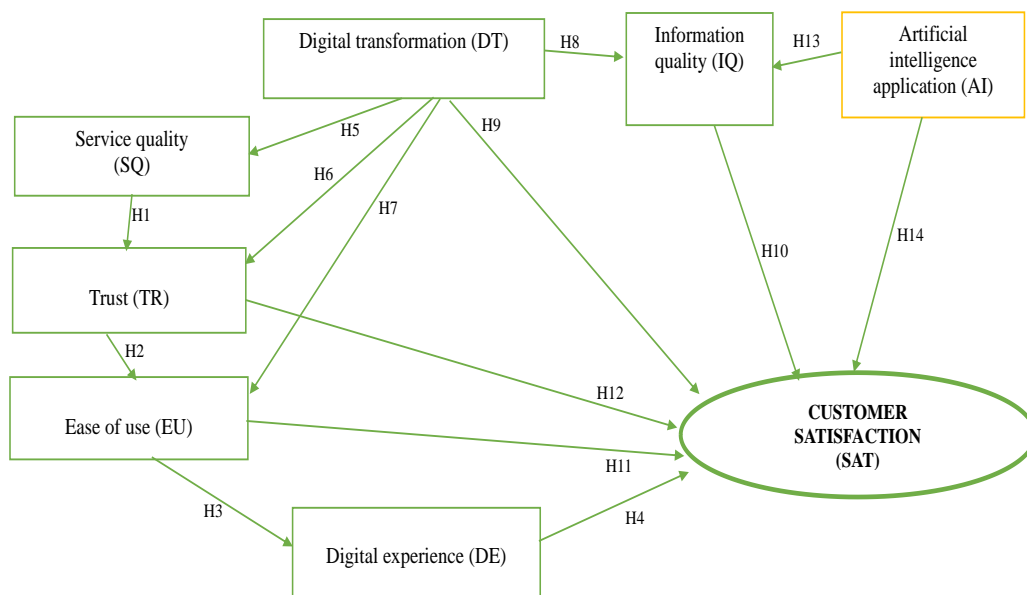 Digital transformation (DT)
H8
Information
quality (IQ)
H13
Artificial
intelligence
application (AI)
Service quality
(SQ)
H5
H9
H6
H7
H1
H10
H14
Trust (TR)
H2
H12
Ease of use (EU)
CUSTOMER
SATISFACTION
(SAT)
H11
H3
H4
Digital experience (DE)